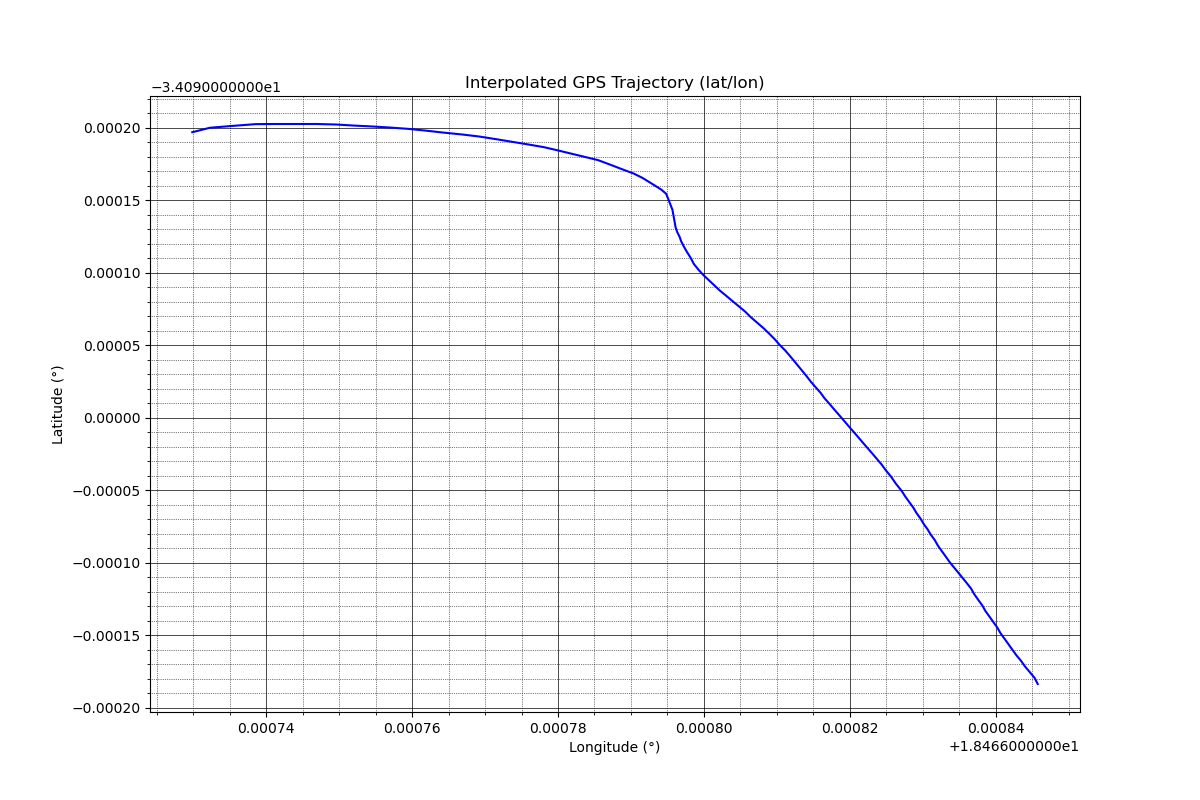 Interpolated GPS Trajectory (lat/lon)
−3.4090000000e1
0.00020
0.00015
0.00010
0.00005
0.00000
−0.00005
−0.00010
−0.00015
−0.00020
Latitude (°)
0.00074 0.00076 0.00078 0.00080 0.00082 0.00084
Longitude (°)
+1.8466000000e1